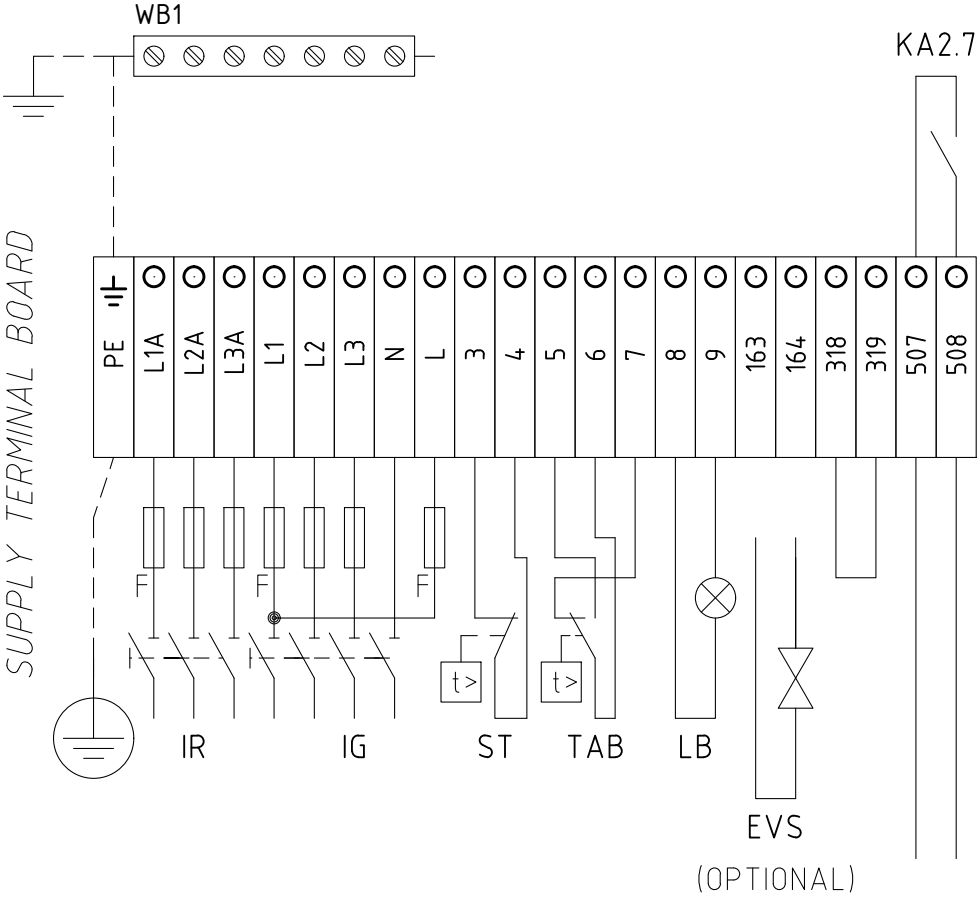 WB1
KA2.7
SUPPLY TERMINAL BOARD
PE L1A L2A L3A L1 L2 L3 N L 3 4 5 6 7 8 9 163 164 318 319 507 508
F F F
t> t>
IR IG ST TAB LB
EVS
(OPTIONAL)